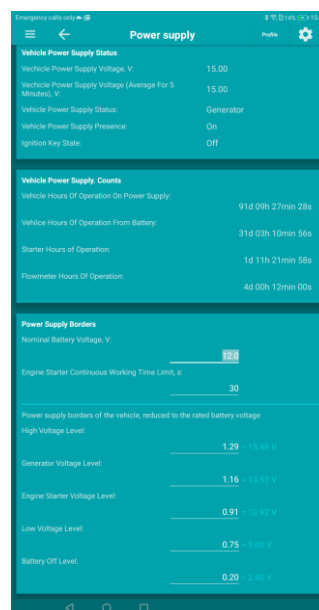 Emergency calls only
14% 15
Power supply
Profile
Vehicle Power Supply Status
Vechicle Power Supply Voltage, V: 15.00
Vechicle Power Supply Voltage (Average For 5 15.00
Minutes), V:
Vehicle Power Supply Status: Generator
Vehicle Power Supply Presence: On
Ignition Key State: Off
Vehicle Power Supply. Counts
Vehicle Hours Of Operation On Power Supply:
91d 09h 27min 28s
Vehilce Hours Of Operation From Battery:
31d 03h 10min 56s
Starter Hours of Operation:
1d 11h 21min 58s
Flowmeter Hours Of Operation:
4d 00h 12min 00s
Power Supply Borders
Nominal Battery Voltage, V:
12.0
Engine Starter Continuous Working Time Limit, s:
30
Power supply borders of the vehicle, reduced to the rated battery voltage
High Voltage Level:
1.29 = 15.48 V
Generator Voltage Level:
1.16 = 13.92 V
Engine Starter Voltage Level:
0.91 = 10.92 V
Low Voltage Level:
0.75 = 9.00 V
Battery Off Level:
0.20 = 2.40 V